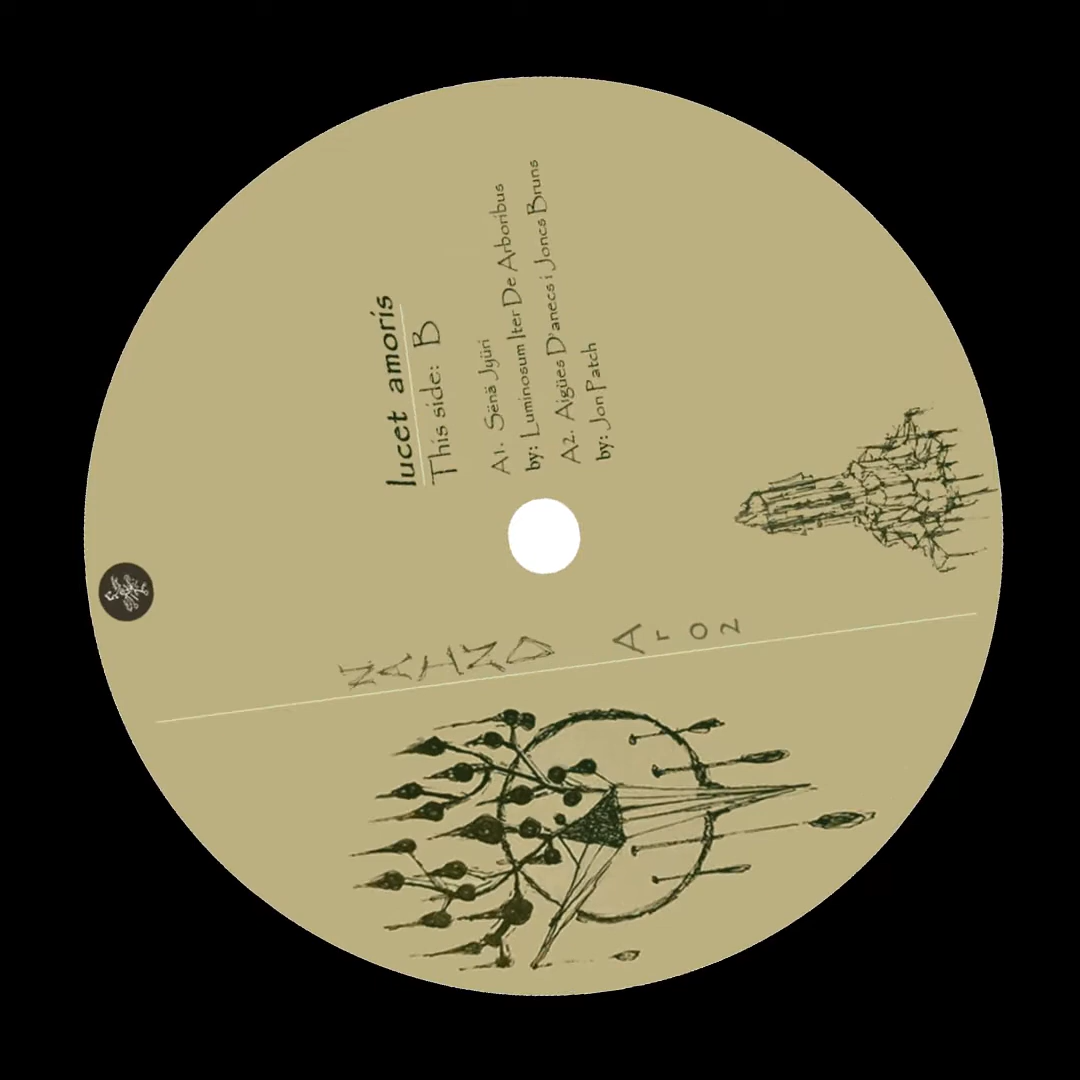 lucet amoris
This side: B
A1. Sënä Jyüri
by: Luminosum Iter De Arboribus
A2. Aigües D'anecs i Joncs Bruns
by: Jon Patch
Ar02